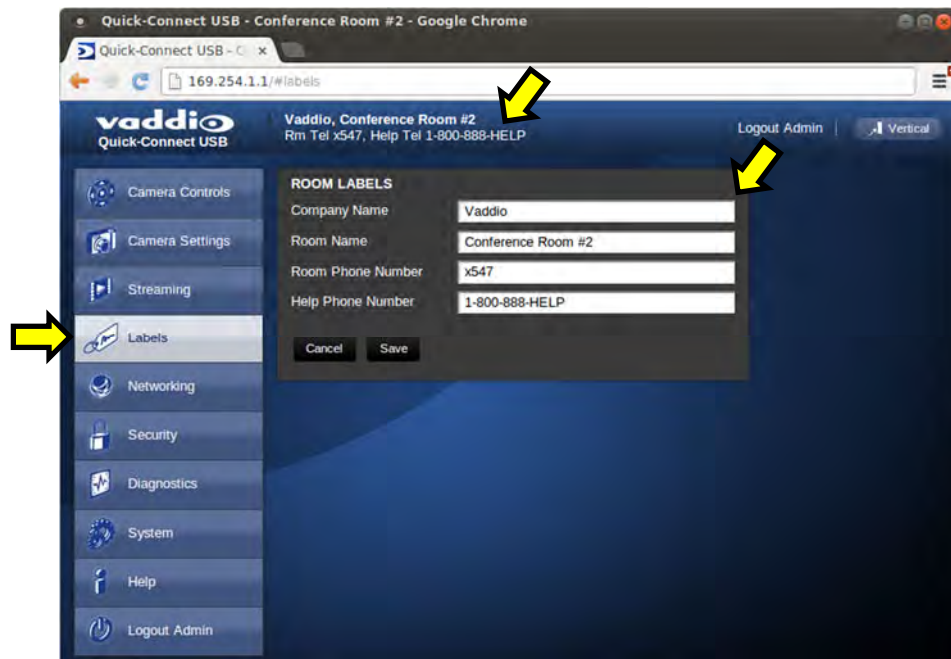 Quick-Connect USB - Conference Room #2 - Google Chrome
Quick-Connect USB - C
169.254.1.1/#labels
vaddio
Quick-Connect USB
Vaddio, Conference Room #2
Rm Tel x547, Help Tel 1-800-888-HELP
Logout Admin
Vertical
Camera Controls
Camera Settings
Streaming
Labels
Networking
Security
Diagnostics
System
Help
Logout Admin
ROOM LABELS
Company Name Vaddio
Room Name Conference Room #2
Room Phone Number x547
Help Phone Number 1-800-888-HELP
Cancel Save